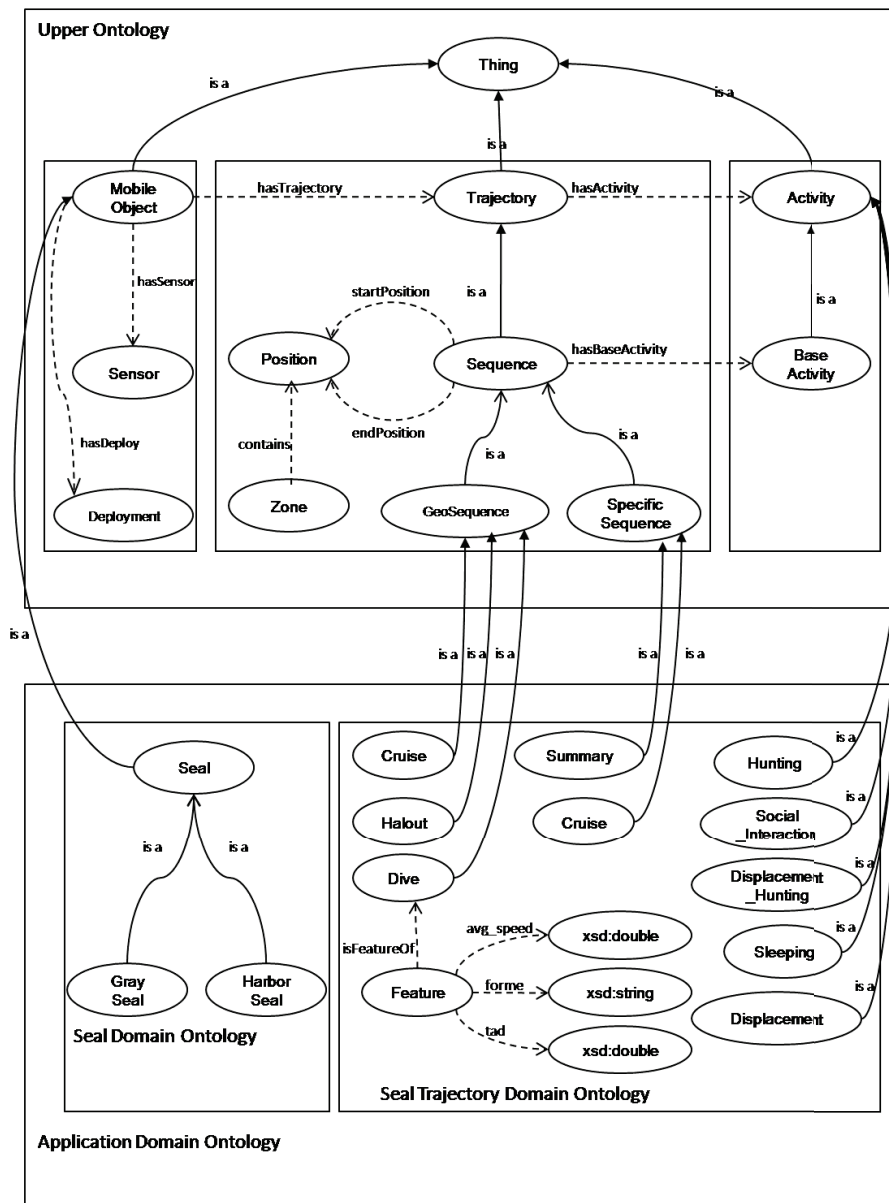 Upper Ontology
Thing
is a
is a
is a
Mobile
Object
hasTrajectory
Trajectory
hasActivity
Activity
hasSensor
startPosition
is a
is a
Position
Sequence
hasBaseActivity
Base
Activity
Sensor
endPosition
contains
is a
is a
hasDeploy
Zone
GeoSequence
Specific
Sequence
Deployment
is a
is a
is a
is a
is a
is a
Seal
Cruise
Summary
Hunting
is a
Halout
Cruise
Social
_Interaction
is a
is a
is a
Dive
Displacement
_Hunting
is a
avg_speed
xsd:double
isFeatureOf
Sleeping
is a
Gray
Seal
Harbor
Seal
Feature
forme
xsd:string
is a
Displacement
tad
xsd:double
Seal Domain Ontology
Seal Trajectory Domain Ontology
Application Domain Ontology